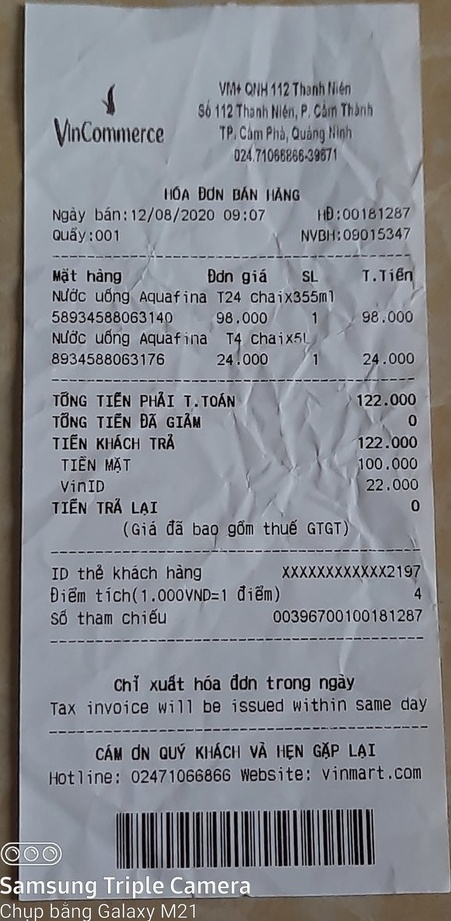 VinCommerce
VM+ QNH 112 Thanh Niên
Số 112 Thanh Niên, P. Cẩm Thành
TP. Cẩm Phả, Quảng Ninh
024.71066866-39671
HÓA ĐƠN BÁN HÀNG
Ngày bán:12/08/2020 09:07 HĐ:00181287
Quầy:001 NVBH:09015347
Mặt hàng Đơn giá SL T.Tiền
Nước uống Aquafina T24 chaix355ml
58934588063140 98.000 1 98.000
Nước uống Aquafina T4 chaix5L
8934588063176 24.000 1 24.000
TỔNG TIỀN PHẢI T.TOÁN 122.000
TỔNG TIỀN ĐÃ GIẢM 0
TIỀN KHÁCH TRẢ 122.000
TIỀN MẶT 100.000
VinID 22.000
TIỀN TRẢ LẠI 0
(Giá đã bao gồm thuế GTGT)
ID thẻ khách hàng XXXXXXXXXXXX2197
Điểm tích(1.000VND=1 điểm) 4
Số tham chiếu 00396700100181287
Chỉ xuất hóa đơn trong ngày
Tax invoice will be issued within same day
CẢM ƠN QUÝ KHÁCH VÀ HẸN GẶP LẠI
Hotline: 02471066866 Website: vinmart.com
Samsung Triple Camera
Chụp bằng Galaxy M21